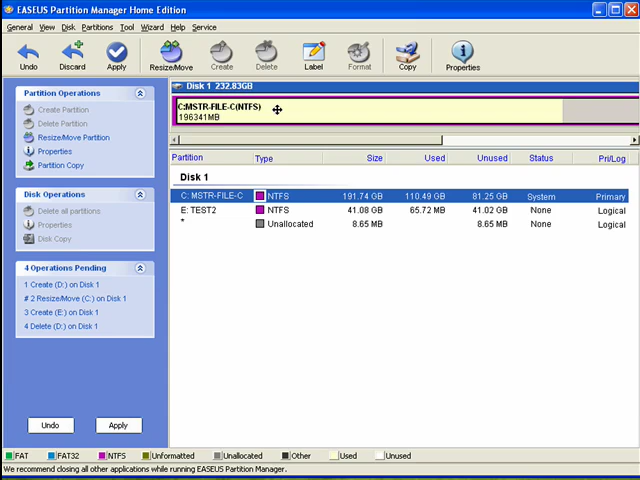 EASEUS Partition Manager Home Edition
General View Disk Partitions Tool Wizard Help Service
Undo Discard Apply Resize/Move Create Delete Label Format Copy Properties
Partition Operations
Create Partition
Delete Partition
Resize/Move Partition
Properties
Partition Copy
Disk Operations
Delete all partitions
Properties
Disk Copy
4 Operations Pending
1 Create (D:) on Disk 1
# 2 Resize/Move (C:) on Disk 1
3 Create (E:) on Disk 1
4 Delete (D:) on Disk 1
Undo Apply
Disk 1 232.83GB
C:MSTR-FILE-C(NTFS)
196341MB
Partition Type Size Used Unused Status Pri/Log
Disk 1
C: MSTR-FILE-C NTFS 191.74 GB 110.49 GB 81.25 GB System Primary
E: TEST2 NTFS 41.08 GB 65.72 MB 41.02 GB None Logical
* Unallocated 8.65 MB 8.65 MB None Logical
FAT FAT32 NTFS Unformatted Unallocated Other Used Unused
We recommend closing all other applications while running EASEUS Partition Manager.